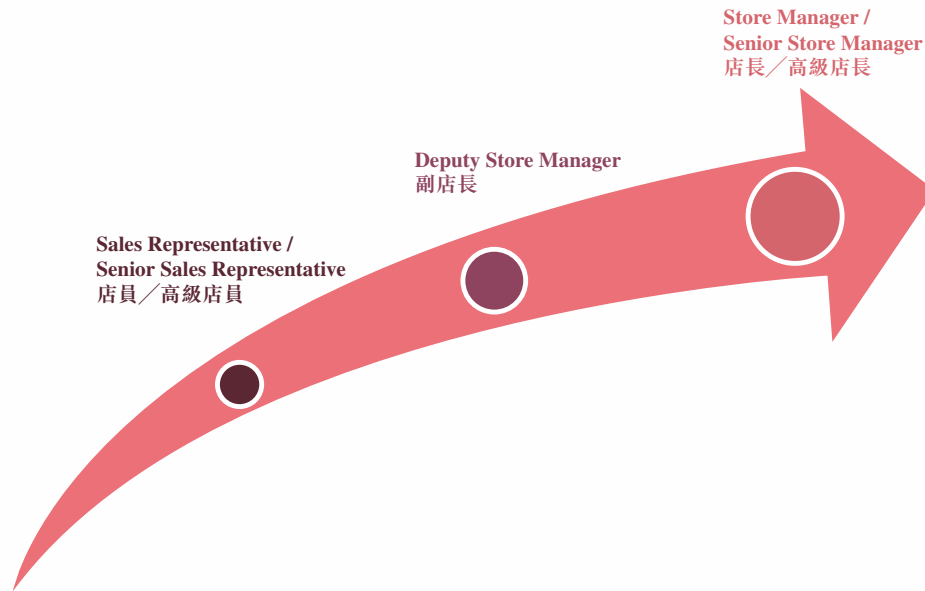 Store Manager /
Senior Store Manager
店長／高級店長
Deputy Store Manager
副店長
Sales Representative /
Senior Sales Representative
店員／高級店員